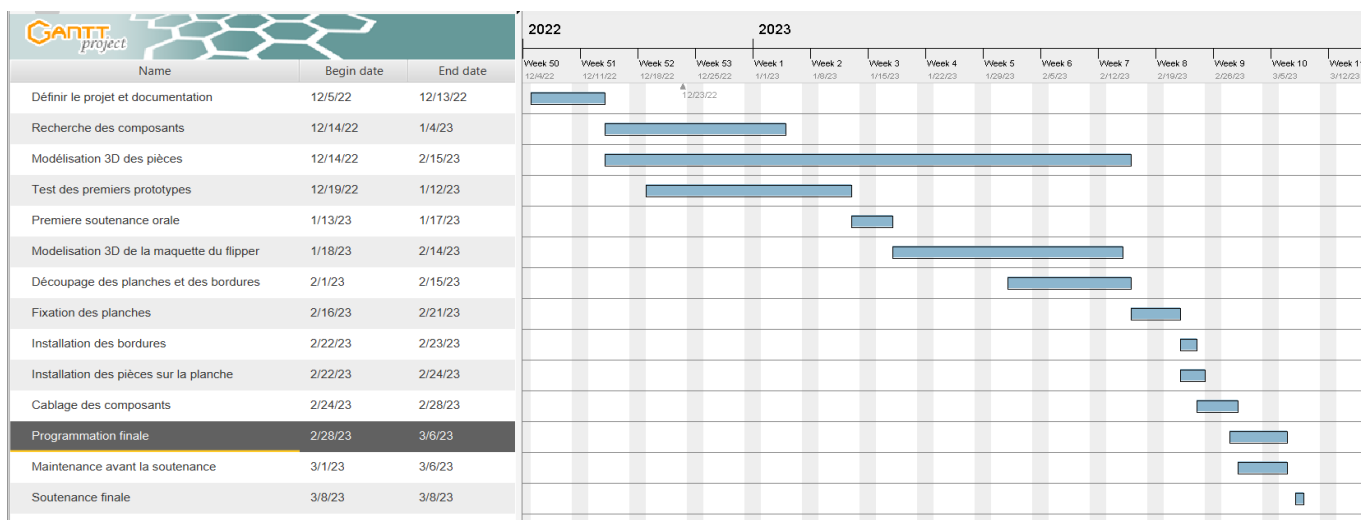 GANTT project
2022 2023
Name Begin date End date
Week 50 Week 51 Week 52 Week 53 Week 1 Week 2 Week 3 Week 4 Week 5 Week 6 Week 7 Week 8 Week 9 Week 10 Week 11
12/4/22 12/11/22 12/18/22 12/25/22 1/1/23 1/8/23 1/15/23 1/22/23 1/29/23 2/5/23 2/12/23 2/19/23 2/26/23 3/5/23 3/12/23
12/23/22
Définir le projet et documentation 12/5/22 12/13/22
Recherche des composants 12/14/22 1/4/23
Modélisation 3D des pièces 12/14/22 2/15/23
Test des premiers prototypes 12/19/22 1/12/23
Premiere soutenance orale 1/13/23 1/17/23
Modelisation 3D de la maquette du flipper 1/18/23 2/14/23
Découpage des planches et des bordures 2/1/23 2/15/23
Fixation des planches 2/16/23 2/21/23
Installation des bordures 2/22/23 2/23/23
Installation des pièces sur la planche 2/22/23 2/24/23
Cablage des composants 2/24/23 2/28/23
Programmation finale 2/28/23 3/6/23
Maintenance avant la soutenance 3/1/23 3/6/23
Soutenance finale 3/8/23 3/8/23